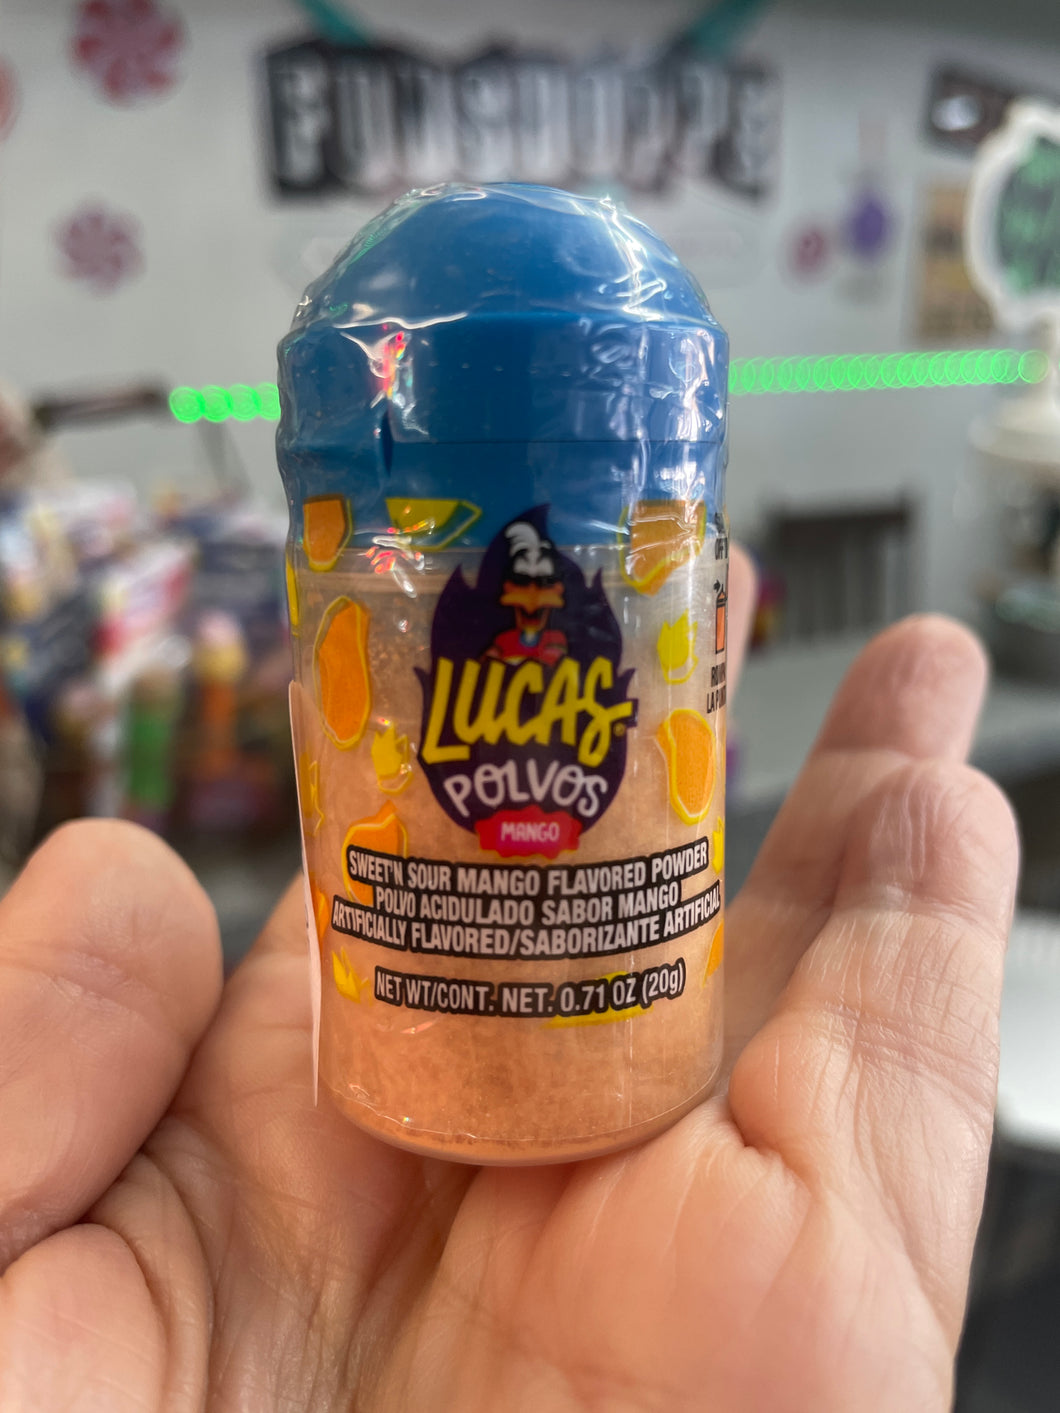 LUCAS
POLVOS
MANGO
SWEET'N SOUR MANGO FLAVORED POWDER
POLVO ACIDULADO SABOR MANGO
ARTIFICIALLY FLAVORED/SABORIZANTE ARTIFICIAL
NET WT/CONT. NET. 0.71 OZ (20g)